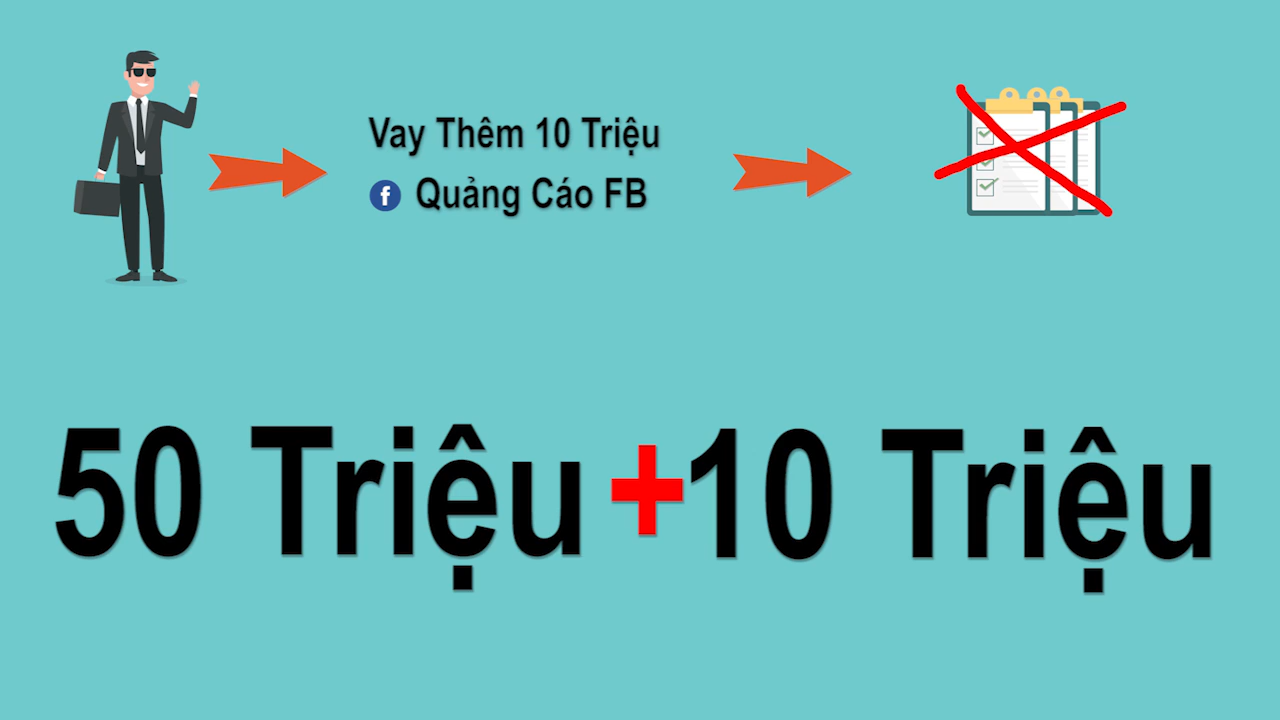 Vay Thêm 10 Triệu
f Quảng Cáo FB
50 Triệu + 10 Triệu